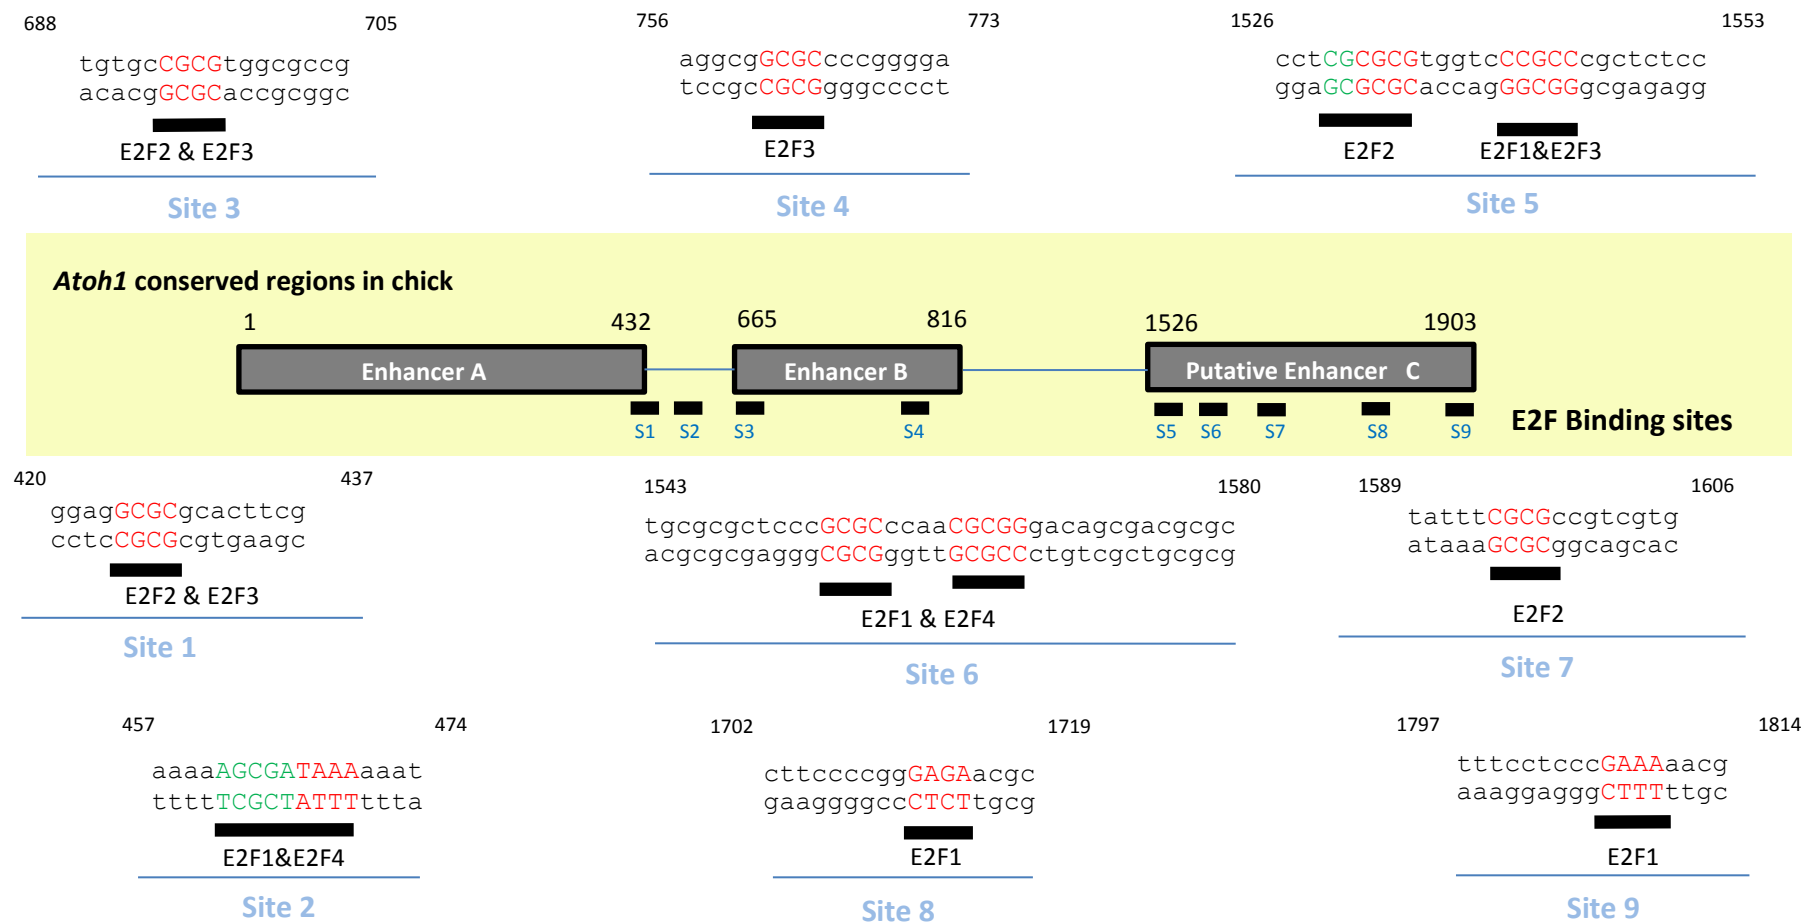 688 705
tgtgcCGCGtggcgccg
acacgGCGCaccgcggc
E2F2 & E2F3
Site 3
756 773
aggcgGCGCcccgggga
tccgcCGCGgggcccct
E2F3
Site 4
1526 1553
cctCGCGCGtggtcCCGCCcgctctcc
ggaGCGCGCaccagGGCGGgcgagagg
E2F2 E2F1&E2F3
Site 5
Atoh1 conserved regions in chick
1 432 665 816 1526 1903
Enhancer A Enhancer B Putative Enhancer C
S1 S2 S3 S4 S5 S6 S7 S8 S9
E2F Binding sites
420 437
ggagGCGCgcacttcg
cctcCGCGcgtgaagc
E2F2 & E2F3
Site 1
1543 1580
tgcgcgctcccGCGCccaaCGCGGgacagcgacgcgc
acgcgcgagggCGCGggttGCGCCctgtcgctgcgcg
E2F1 & E2F4
Site 6
1589 1606
tatttCGCGccgtcgtg
ataaaGCGCggcagcac
E2F2
Site 7
457 474
aaaaAGCGATAAAaaat
ttttTCGCTATTTttta
E2F1&E2F4
Site 2
1702 1719
cttccccggGAGAacgc
gaaggggccCTCTtgcg
E2F1
Site 8
1797 1814
tttcctcccGAAAaacg
aaaggagggCTTTttgc
E2F1
Site 9